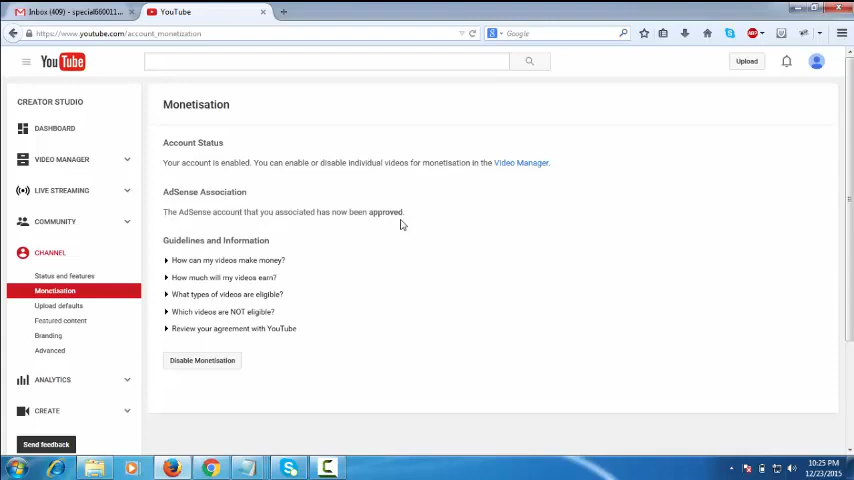 Inbox (409) - special660011...
YouTube
https://www.youtube.com/account_monetization
Google
ABP
YouTube
Upload
CREATOR STUDIO
DASHBOARD
VIDEO MANAGER
LIVE STREAMING
COMMUNITY
CHANNEL
Status and features
Monetisation
Upload defaults
Featured content
Branding
Advanced
ANALYTICS
CREATE
Send feedback
Monetisation
Account Status
Your account is enabled. You can enable or disable individual videos for monetisation in the Video Manager.
AdSense Association
The AdSense account that you associated has now been approved.
Guidelines and Information
How can my videos make money?
How much will my videos earn?
What types of videos are eligible?
Which videos are NOT eligible?
Review your agreement with YouTube
Disable Monetisation
10:25 PM
12/23/2015